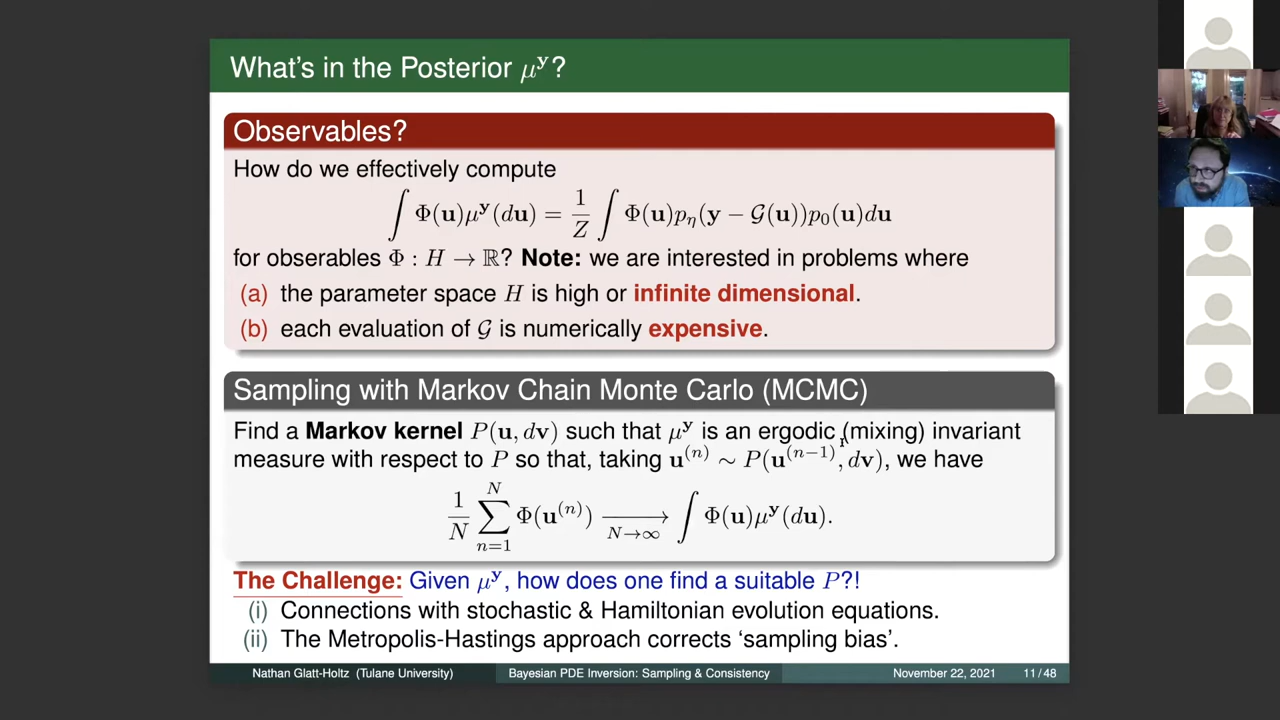 What's in the Posterior μ^y?
Observables?
How do we effectively compute
∫ Φ(u)μ^y(du) = 1/Z ∫ Φ(u)p_η(y − G(u))p_0(u)du
for obserables Φ : H → ℝ? Note: we are interested in problems where
(a) the parameter space H is high or infinite dimensional.
(b) each evaluation of G is numerically expensive.
Sampling with Markov Chain Monte Carlo (MCMC)
Find a Markov kernel P(u, dv) such that μ^y is an ergodic (mixing) invariant
measure with respect to P so that, taking u^(n) ∼ P(u^(n−1), dv), we have
1/N ∑_{n=1}^{N} Φ(u^(n)) →_{N→∞} ∫ Φ(u)μ^y(du).
The Challenge: Given μ^y, how does one find a suitable P?!
(i) Connections with stochastic & Hamiltonian evolution equations.
(ii) The Metropolis-Hastings approach corrects ‘sampling bias’.
Nathan Glatt-Holtz (Tulane University) Bayesian PDE Inversion: Sampling & Consistency November 22, 2021 11 / 48